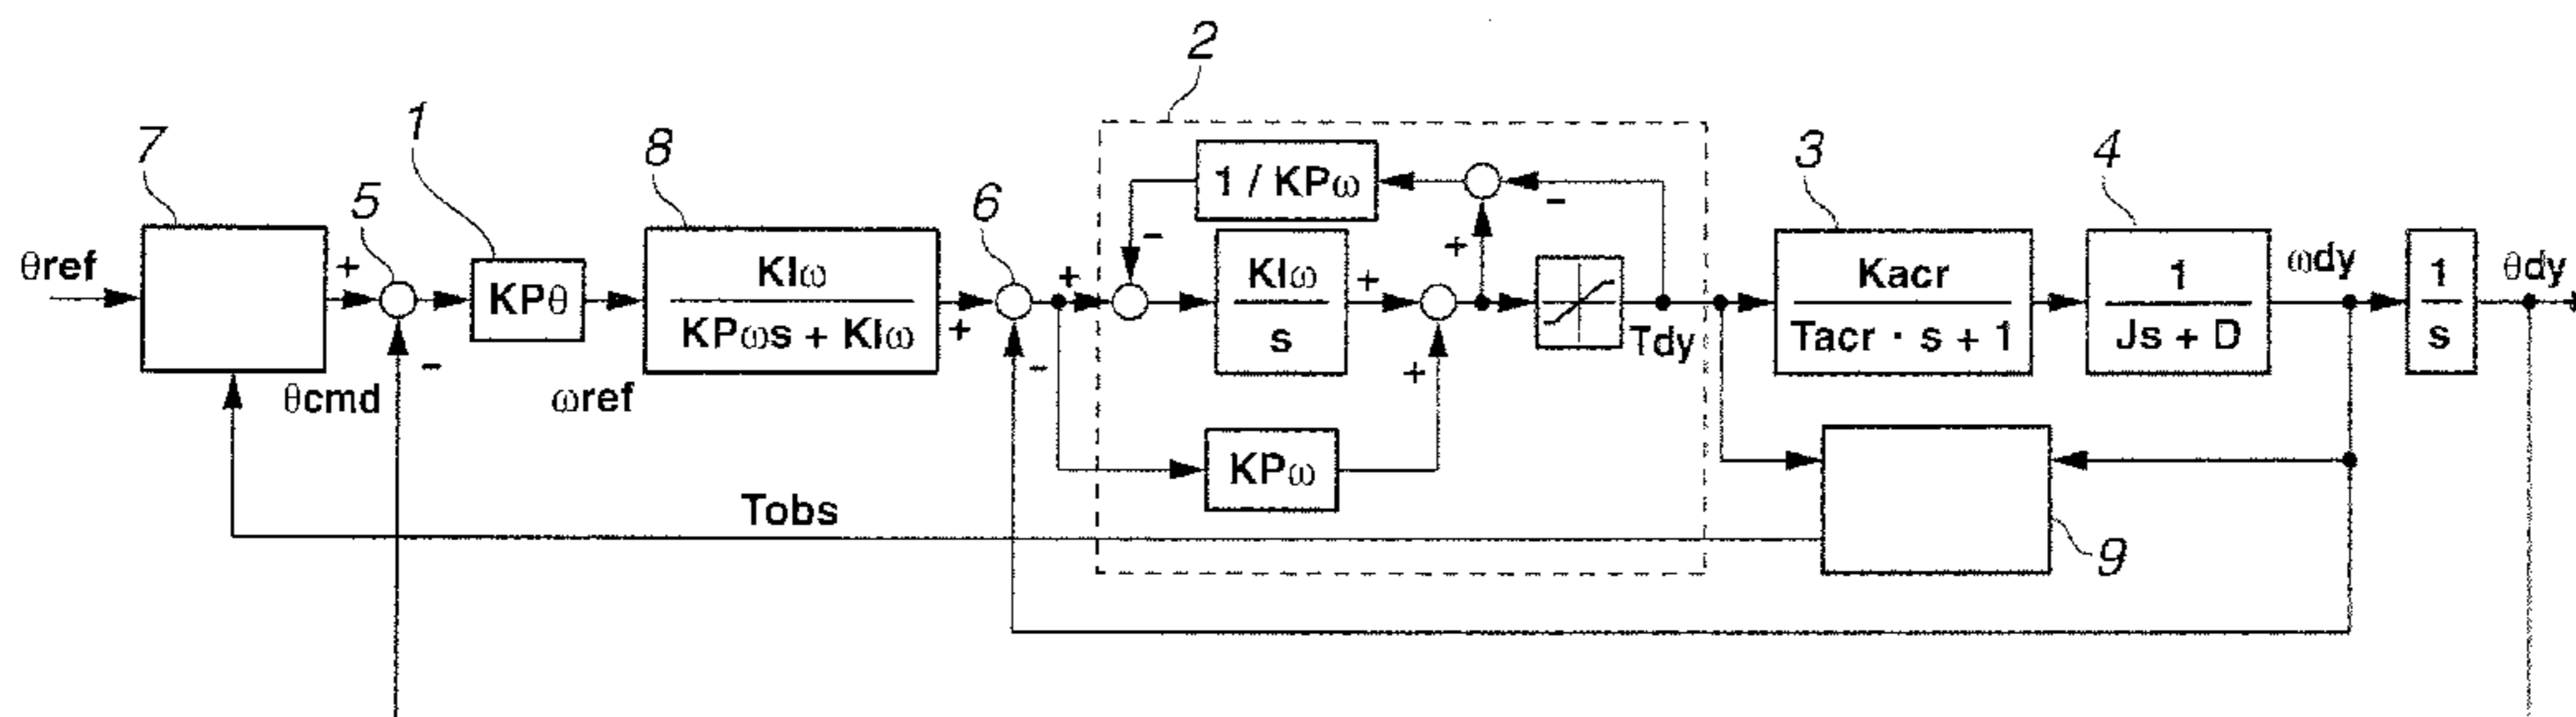 2
1
7
8
3
4
5
6
1 / KPω
-
-
+
θref
+
KPθ
KIω
KPωs + KIω
+
+
KIω
s
+
Tdy
Kacr
Tacr · s + 1
1
Js + D
ωdy
1
s
θdy
-
-
+
θcmd
ωref
KPω
Tobs
9